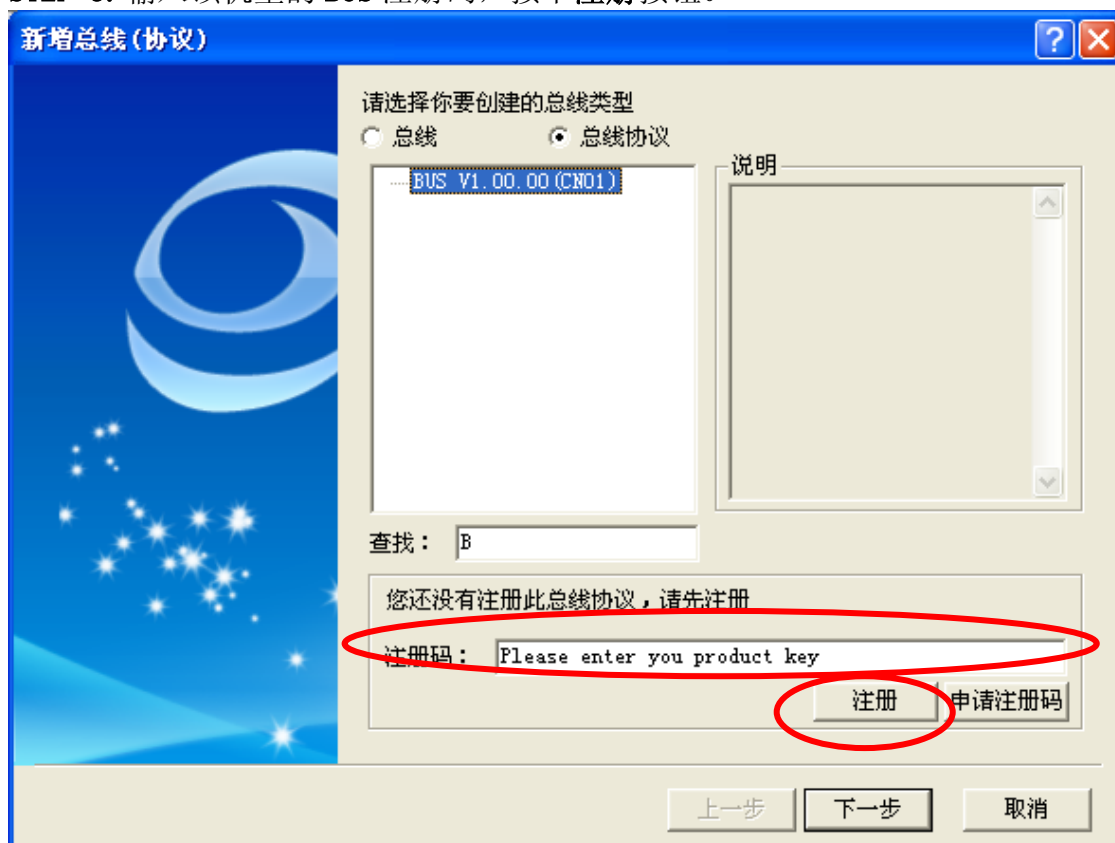 新增总线(协议)
请选择你要创建的总线类型
总线
总线协议
BUS V1.00.00(CN01)
说明
查找：
B
您还没有注册此总线协议，请先注册
注册码：
Please enter you product key
注册
申请注册码
上一步
下一步
取消